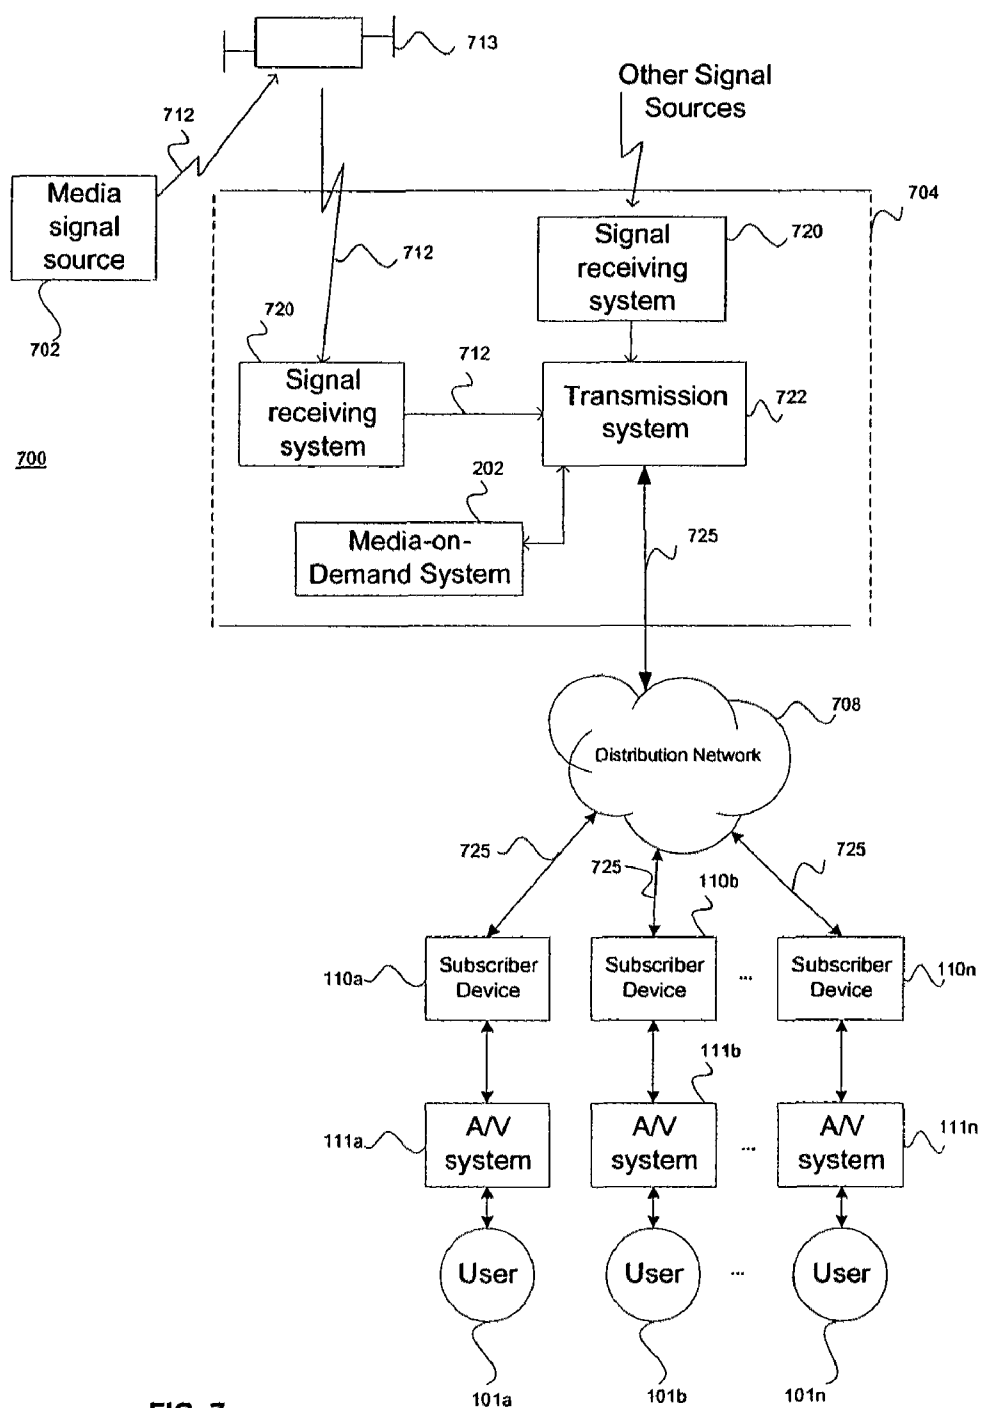 713
Other Signal
Sources
712
Media
signal
source
704
Signal
receiving
system
720
712
702
720
Signal
receiving
system
712
Transmission
system
722
700
202
Media-on-
Demand System
725
708
Distribution Network
725
725
725
110b
110a
Subscriber
Device
Subscriber
Device
...
Subscriber
Device
110n
111b
111a
A/V
system
A/V
system
...
A/V
system
111n
User
User
...
User
101a
101b
101n
FIG. 7